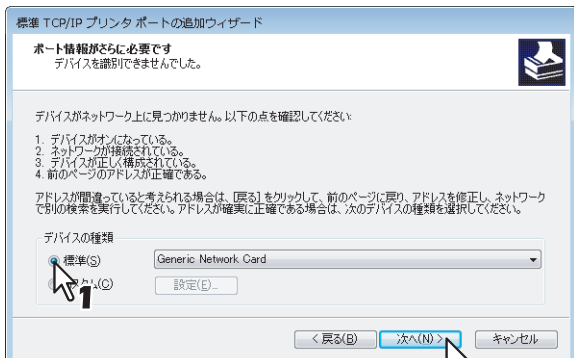 標準 TCP/IP プリンタ ポートの追加ウィザード
ポート情報がさらに必要です
デバイスを識別できませんでした。
デバイスがネットワーク上に見つかりません。以下の点を確認してください:
1. デバイスがオンになっている。
2. ネットワークが接続されている。
3. デバイスが正しく構成されている。
4. 前のページのアドレスが正確である。
アドレスが間違っていると考えられる場合は、[戻る] をクリックして、前のページに戻り、アドレスを修正し、ネットワーク
で別の検索を実行してください。アドレスが確実に正確である場合は、次のデバイスの種類を選択してください。
デバイスの種類
標準(S)
Generic Network Card
1
(C)
設定(E)...
< 戻る(B)
次へ(N) >
キャンセル